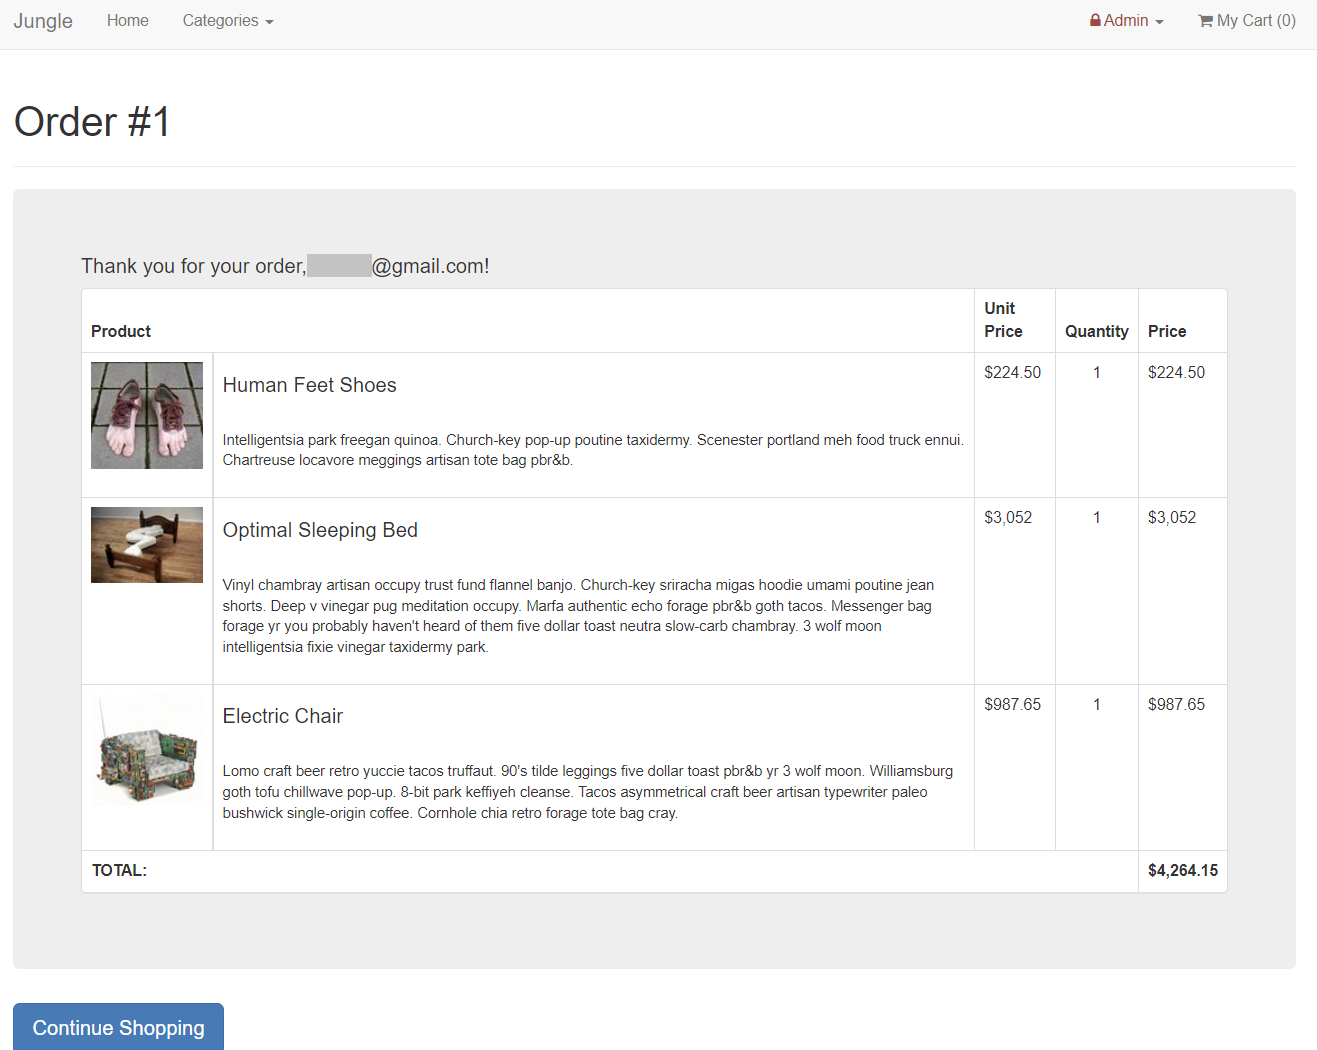 Jungle Home Categories Admin My Cart (0)
Order #1
Thank you for your order, @gmail.com!
Product Unit Price Quantity Price
Human Feet Shoes $224.50 1 $224.50
Intelligentsia park freegan quinoa. Church-key pop-up poutine taxidermy. Scenester portland meh food truck ennui.
Chartreuse locavore meggings artisan tote bag pbr&b.
Optimal Sleeping Bed $3,052 1 $3,052
Vinyl chambray artisan occupy trust fund flannel banjo. Church-key sriracha migas hoodie umami poutine jean
shorts. Deep v vinegar pug meditation occupy. Marfa authentic echo forage pbr&b goth tacos. Messenger bag
forage yr you probably haven't heard of them five dollar toast neutra slow-carb chambray. 3 wolf moon
intelligentsia fixie vinegar taxidermy park.
Electric Chair $987.65 1 $987.65
Lomo craft beer retro yuccie tacos truffaut. 90's tilde leggings five dollar toast pbr&b yr 3 wolf moon. Williamsburg
goth tofu chillwave pop-up. 8-bit park keffiyeh cleanse. Tacos asymmetrical craft beer artisan typewriter paleo
bushwick single-origin coffee. Cornhole chia retro forage tote bag cray.
TOTAL: $4,264.15
Continue Shopping